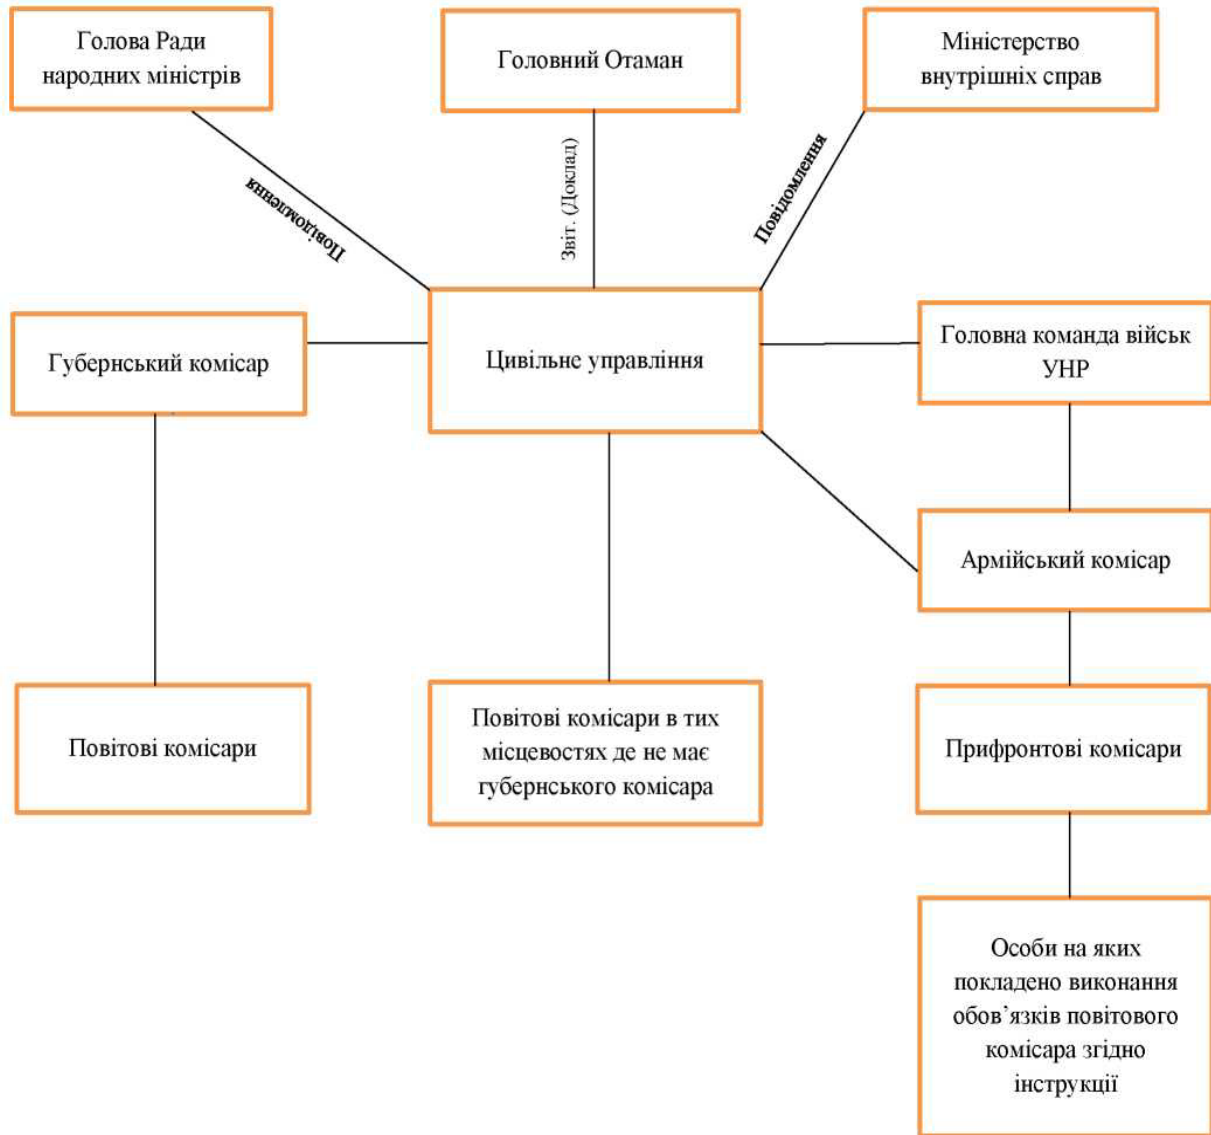 Голова Ради
народних міністрів
Головний Отаман
Міністерство
внутрішніх справ
Повідомлення
Звіт. (Доклад)
Повідомлення
Губернський комісар
Цивільне управління
Головна команда військ
УНР
Армійський комісар
Повітові комісари
Повітові комісари в тих
місцевостях де не має
губернського комісара
Прифронтові комісари
Особи на яких
покладено виконання
обов’язків повітового
комісара згідно
інструкції